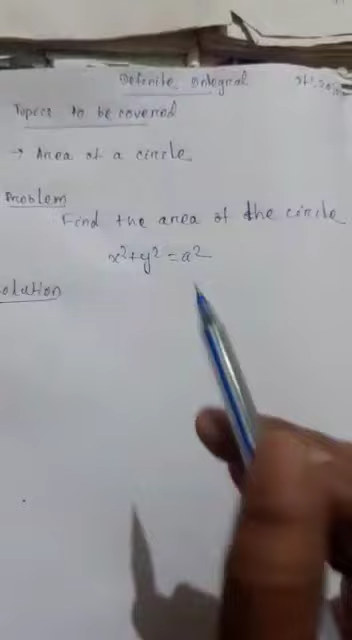 Definite Integral
Topics to be covered
→ Area of a circle
Problem
Find the area of the circle
x²+y²=a²
olution